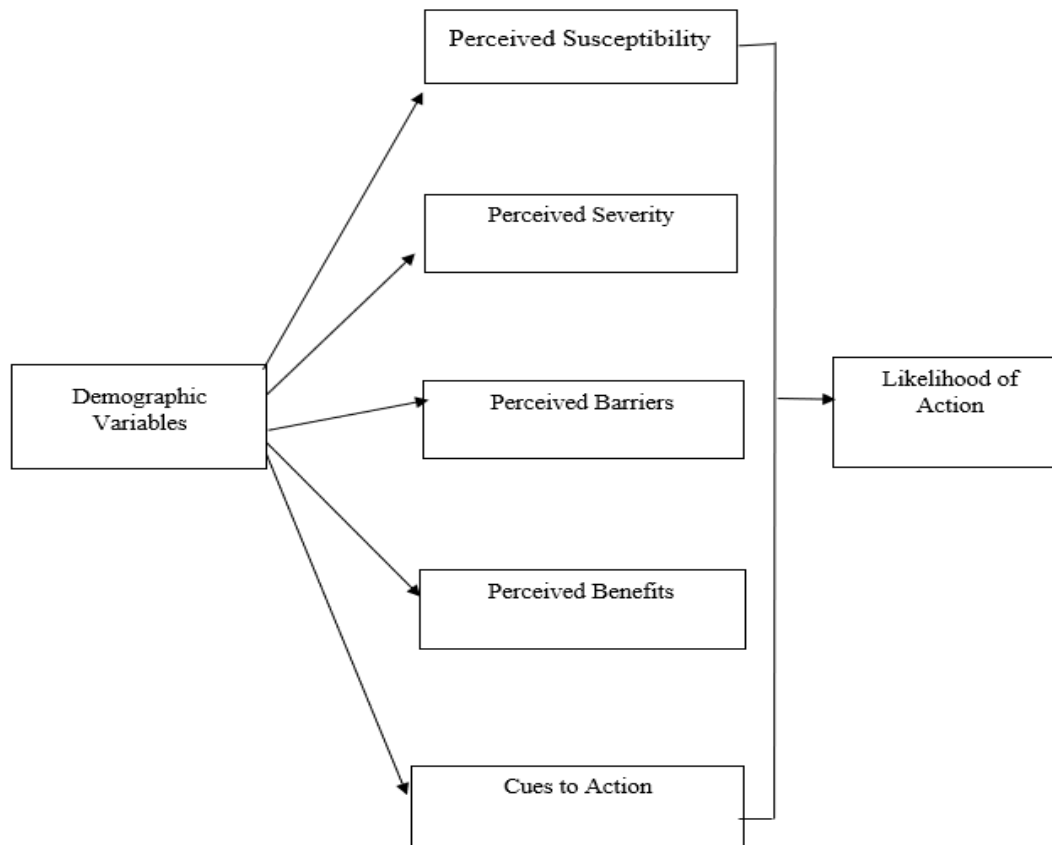 Perceived Susceptibility
Perceived Severity
Demographic
Variables
Perceived Barriers
Likelihood of
Action
Perceived Benefits
Cues to Action